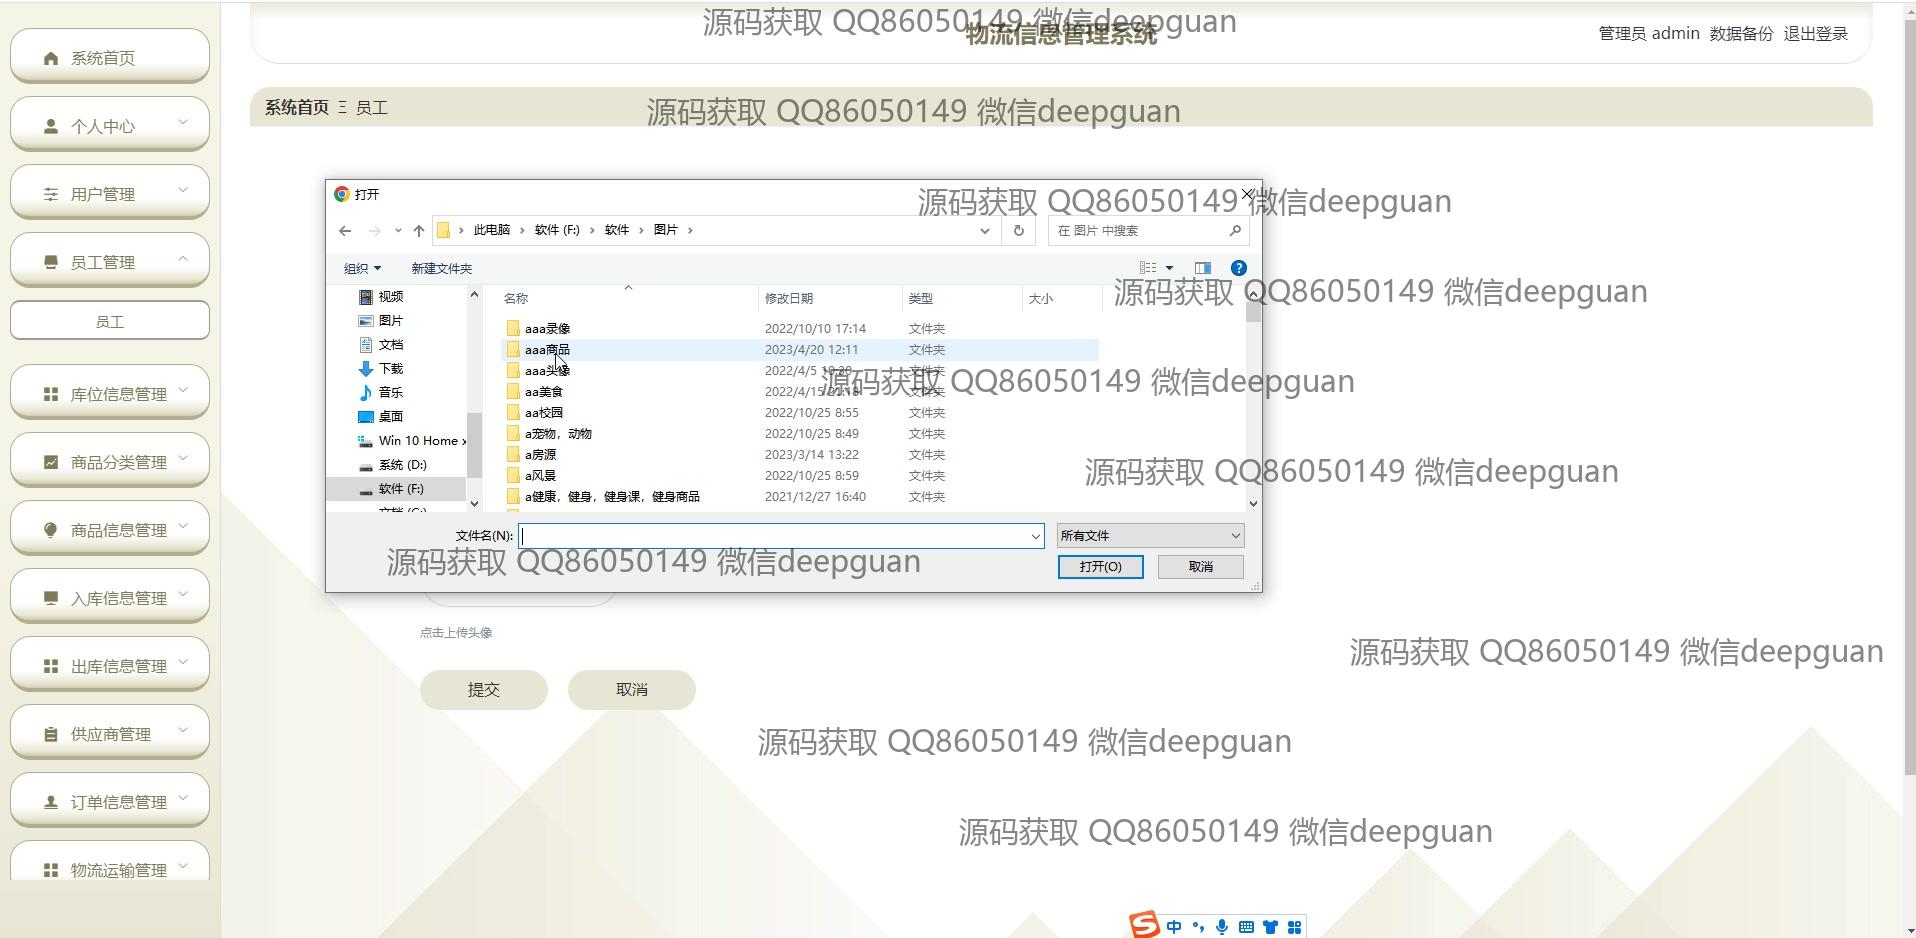 源码获取 QQ86050149 微信deepguan
物流信息管理系统
管理员 admin 数据备份 退出登录
系统首页
个人中心
用户管理
员工管理
员工
库位信息管理
商品分类管理
商品信息管理
入库信息管理
出库信息管理
供应商管理
订单信息管理
物流运输管理
系统首页 Ξ 员工
源码获取 QQ86050149 微信deepguan
打开
源码获取 QQ86050149 微信deepguan
此电脑 › 软件 (F:) › 软件 › 图片 ›
在 图片 中搜索
组织 新建文件夹
源码获取 QQ86050149 微信deepguan
视频
图片
文档
下载
音乐
桌面
Win 10 Home x
系统 (D:)
软件 (F:)
名称 修改日期 类型 大小
aaa录像 2022/10/10 17:14 文件夹
aaa商品 2023/4/20 12:11 文件夹
aaa头像 2022/4/5 文件夹
源码获取 QQ86050149 微信deepguan
aa美食 2022/4/15 文件夹
aa校园 2022/10/25 8:55 文件夹
a宠物，动物 2022/10/25 8:49 文件夹
a房源 2023/3/14 13:22 文件夹
a风景 2022/10/25 8:59 文件夹
源码获取 QQ86050149 微信deepguan
a健康，健身，健身课，健身商品 2021/12/27 16:40 文件夹
文件名(N): 所有文件
源码获取 QQ86050149 微信deepguan
打开(O) 取消
点击上传头像
源码获取 QQ86050149 微信deepguan
提交 取消
源码获取 QQ86050149 微信deepguan
源码获取 QQ86050149 微信deepguan
中